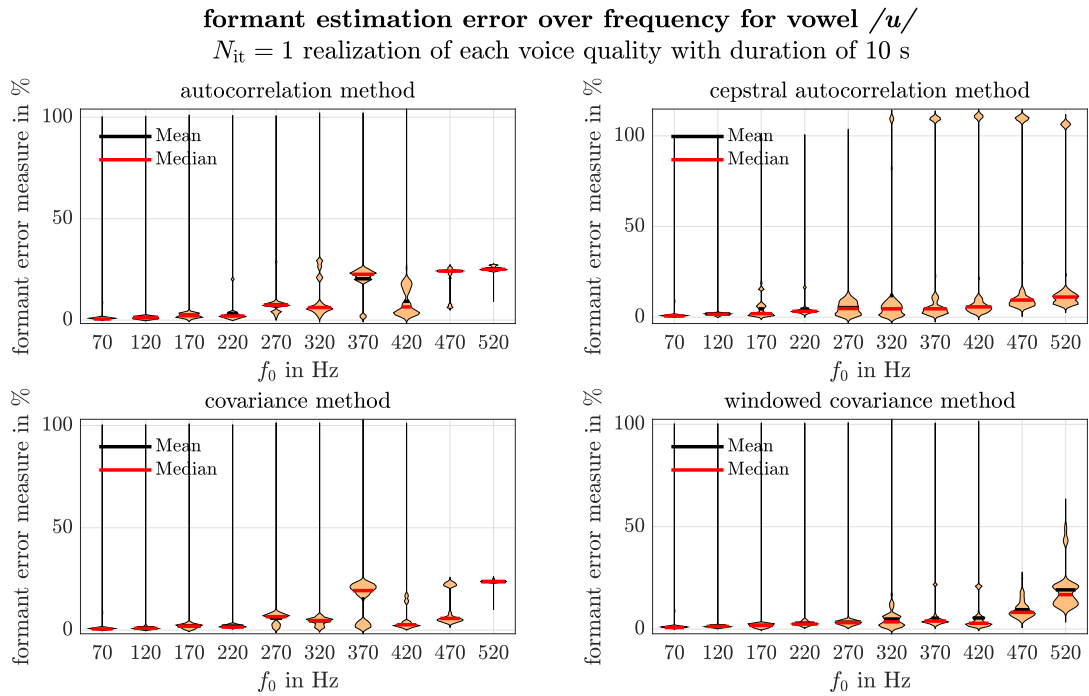 formant estimation error over frequency for vowel /u/
N_it = 1 realization of each voice quality with duration of 10 s
autocorrelation method
formant error measure in %
100
50
0
Mean
Median
70 120 170 220 270 320 370 420 470 520
f_0 in Hz
cepstral autocorrelation method
formant error measure in %
100
50
0
Mean
Median
70 120 170 220 270 320 370 420 470 520
f_0 in Hz
covariance method
formant error measure in %
100
50
0
Mean
Median
70 120 170 220 270 320 370 420 470 520
f_0 in Hz
windowed covariance method
formant error measure in %
100
50
0
Mean
Median
70 120 170 220 270 320 370 420 470 520
f_0 in Hz